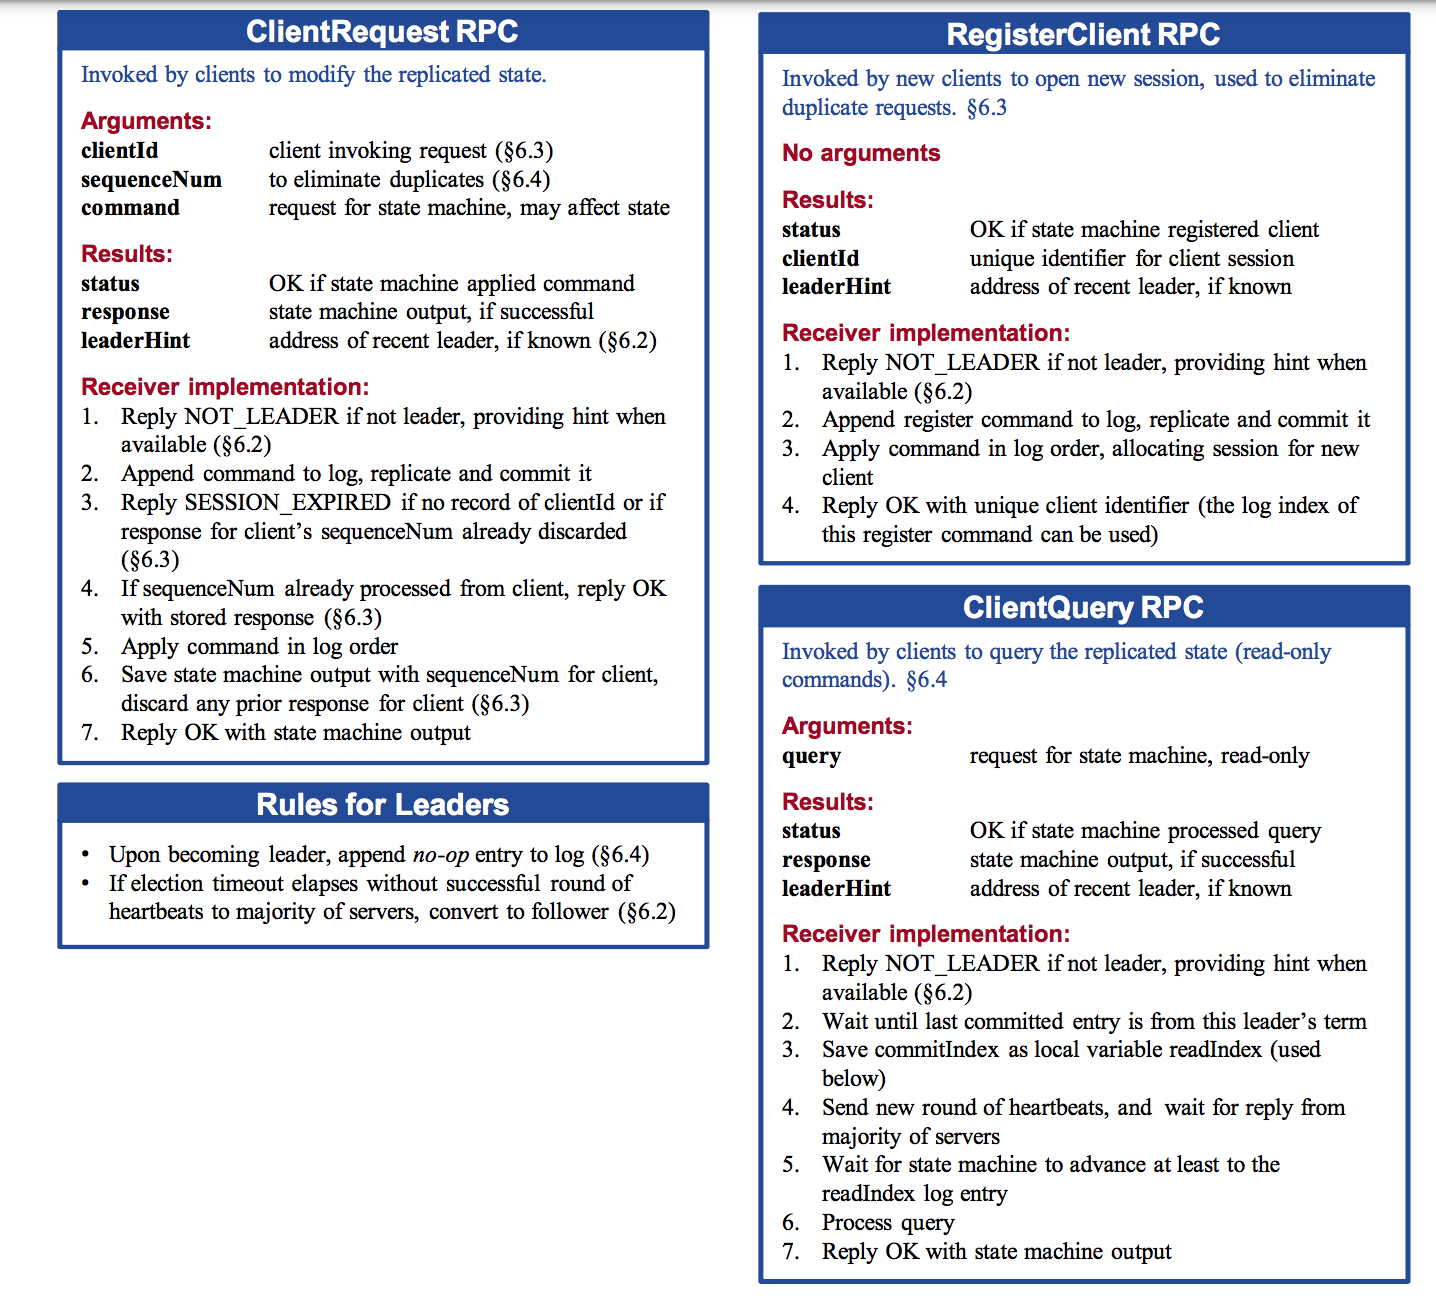 ClientRequest RPC
Invoked by clients to modify the replicated state.
Arguments:
clientId client invoking request (§6.3)
sequenceNum to eliminate duplicates (§6.4)
command request for state machine, may affect state
Results:
status OK if state machine applied command
response state machine output, if successful
leaderHint address of recent leader, if known (§6.2)
Receiver implementation:
1. Reply NOT_LEADER if not leader, providing hint when
available (§6.2)
2. Append command to log, replicate and commit it
3. Reply SESSION_EXPIRED if no record of clientId or if
response for client’s sequenceNum already discarded
(§6.3)
4. If sequenceNum already processed from client, reply OK
with stored response (§6.3)
5. Apply command in log order
6. Save state machine output with sequenceNum for client,
discard any prior response for client (§6.3)
7. Reply OK with state machine output
Rules for Leaders
• Upon becoming leader, append no-op entry to log (§6.4)
• If election timeout elapses without successful round of
heartbeats to majority of servers, convert to follower (§6.2)
RegisterClient RPC
Invoked by new clients to open new session, used to eliminate
duplicate requests. §6.3
No arguments
Results:
status OK if state machine registered client
clientId unique identifier for client session
leaderHint address of recent leader, if known
Receiver implementation:
1. Reply NOT_LEADER if not leader, providing hint when
available (§6.2)
2. Append register command to log, replicate and commit it
3. Apply command in log order, allocating session for new
client
4. Reply OK with unique client identifier (the log index of
this register command can be used)
ClientQuery RPC
Invoked by clients to query the replicated state (read-only
commands). §6.4
Arguments:
query request for state machine, read-only
Results:
status OK if state machine processed query
response state machine output, if successful
leaderHint address of recent leader, if known
Receiver implementation:
1. Reply NOT_LEADER if not leader, providing hint when
available (§6.2)
2. Wait until last committed entry is from this leader’s term
3. Save commitIndex as local variable readIndex (used
below)
4. Send new round of heartbeats, and wait for reply from
majority of servers
5. Wait for state machine to advance at least to the
readIndex log entry
6. Process query
7. Reply OK with state machine output